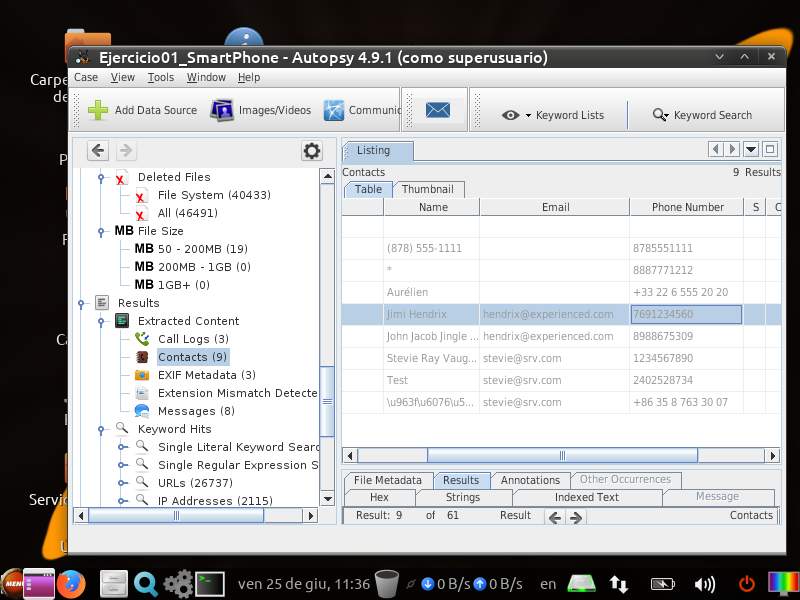 Ejercicio01_SmartPhone - Autopsy 4.9.1 (como superusuario)
Case View Tools Window Help
Add Data Source
Images/Videos
Communic
Keyword Lists
Keyword Search
Carpe
de
Servic
Deleted Files
File System (40433)
All (46491)
MB File Size
MB 50 - 200MB (19)
MB 200MB - 1GB (0)
MB 1GB+ (0)
Results
Extracted Content
Call Logs (3)
Contacts (9)
EXIF Metadata (3)
Extension Mismatch Detecte
Messages (8)
Keyword Hits
Single Literal Keyword Searc
Single Regular Expression S
URLs (26737)
IP Addresses (2115)
Listing
Contacts
9 Results
Table Thumbnail
Name Email Phone Number S C
(878) 555-1111 8785551111
* 8887771212
Aurélien +33 22 6 555 20 20
Jimi Hendrix hendrix@experienced.com 7691234560
John Jacob Jingle ... hendrix@experienced.com 8988675309
Stevie Ray Vaug... stevie@srv.com 1234567890
Test stevie@srv.com 2402528734
\u963f\u6076\u5... stevie@srv.com +86 35 8 763 30 07
File Metadata Results Annotations Other Occurrences
Hex Strings Indexed Text Message
Result: 9 of 61 Result Contacts
MENU
ven 25 de giu, 11:36
0 B/s 0 B/s
en